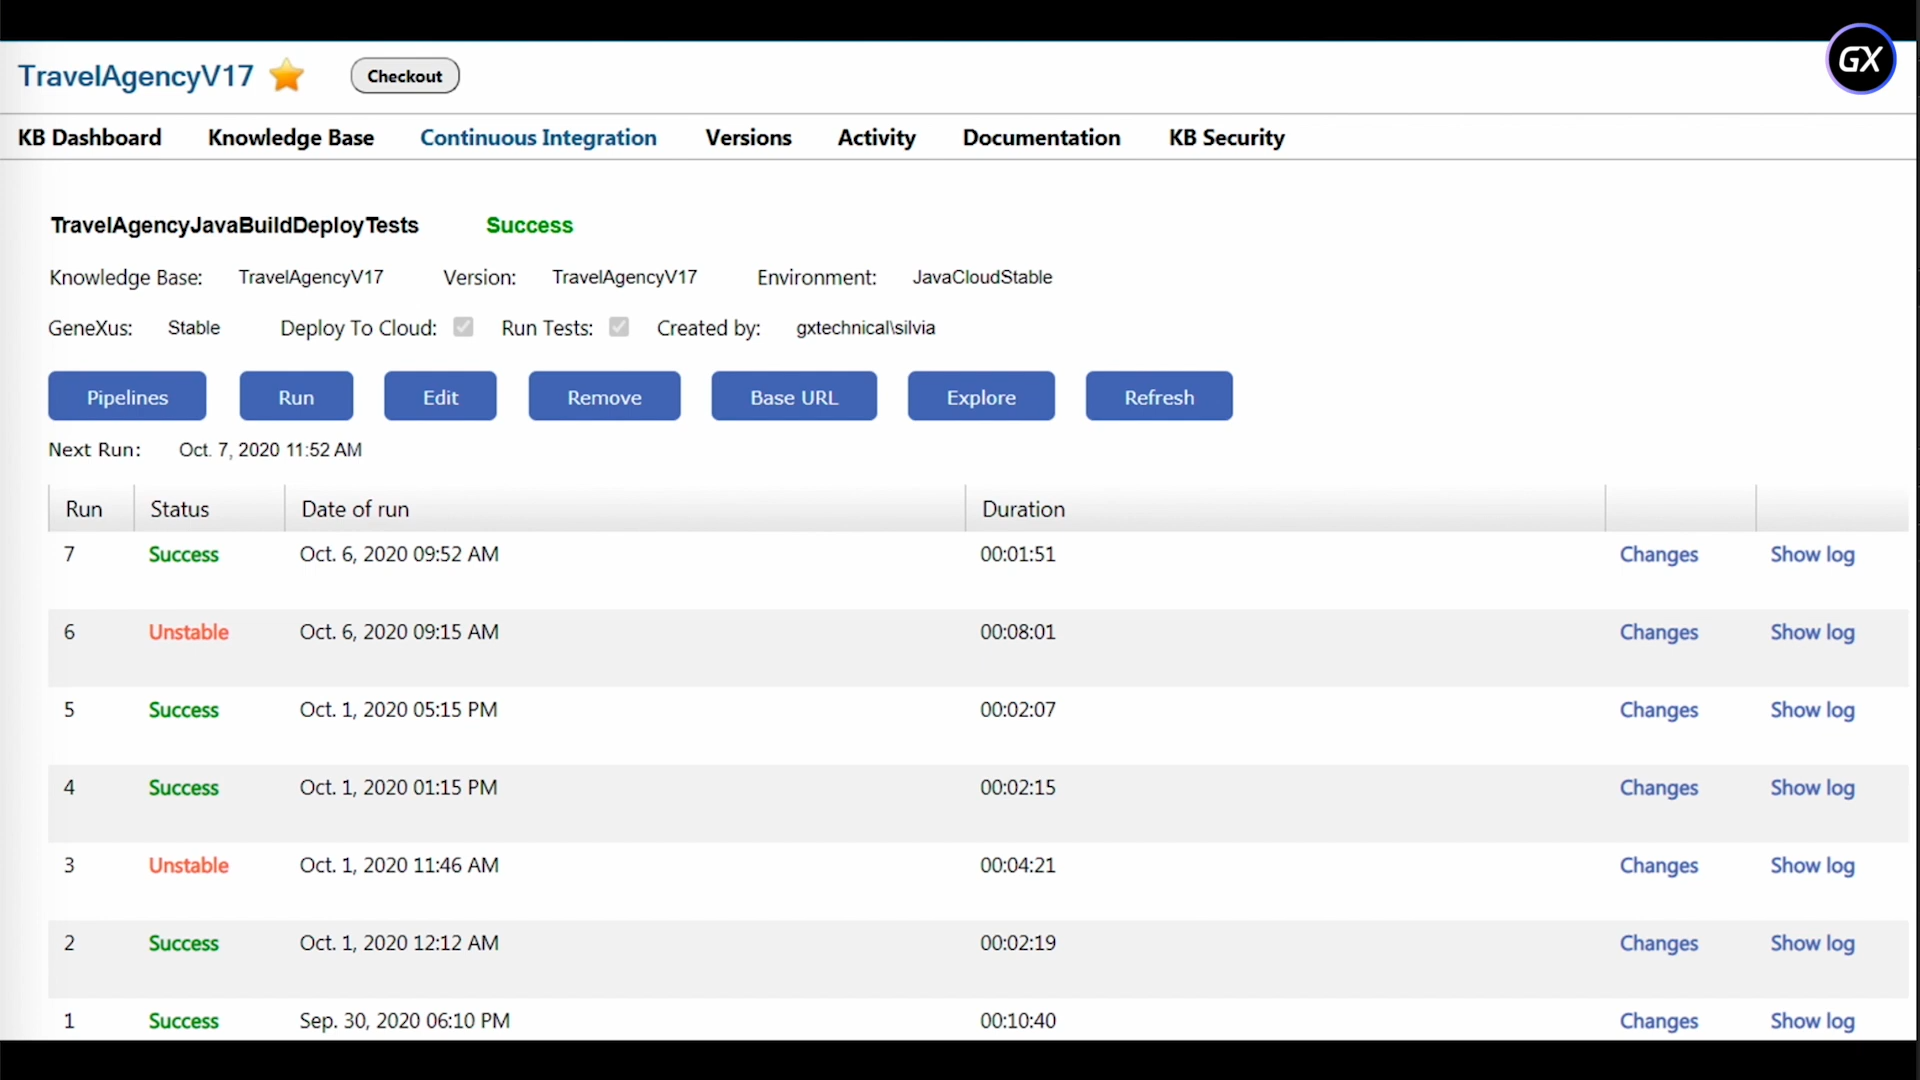 GX
TravelAgencyV17 Checkout
KB Dashboard Knowledge Base Continuous Integration Versions Activity Documentation KB Security
TravelAgencyJavaBuildDeployTests Success
Knowledge Base: TravelAgencyV17 Version: TravelAgencyV17 Environment: JavaCloudStable
GeneXus: Stable Deploy To Cloud: Run Tests: Created by: gxtechnical\silvia
Pipelines Run Edit Remove Base URL Explore Refresh
Next Run: Oct. 7, 2020 11:52 AM
Run Status Date of run Duration
7 Success Oct. 6, 2020 09:52 AM 00:01:51 Changes Show log
6 Unstable Oct. 6, 2020 09:15 AM 00:08:01 Changes Show log
5 Success Oct. 1, 2020 05:15 PM 00:02:07 Changes Show log
4 Success Oct. 1, 2020 01:15 PM 00:02:15 Changes Show log
3 Unstable Oct. 1, 2020 11:46 AM 00:04:21 Changes Show log
2 Success Oct. 1, 2020 12:12 AM 00:02:19 Changes Show log
1 Success Sep. 30, 2020 06:10 PM 00:10:40 Changes Show log